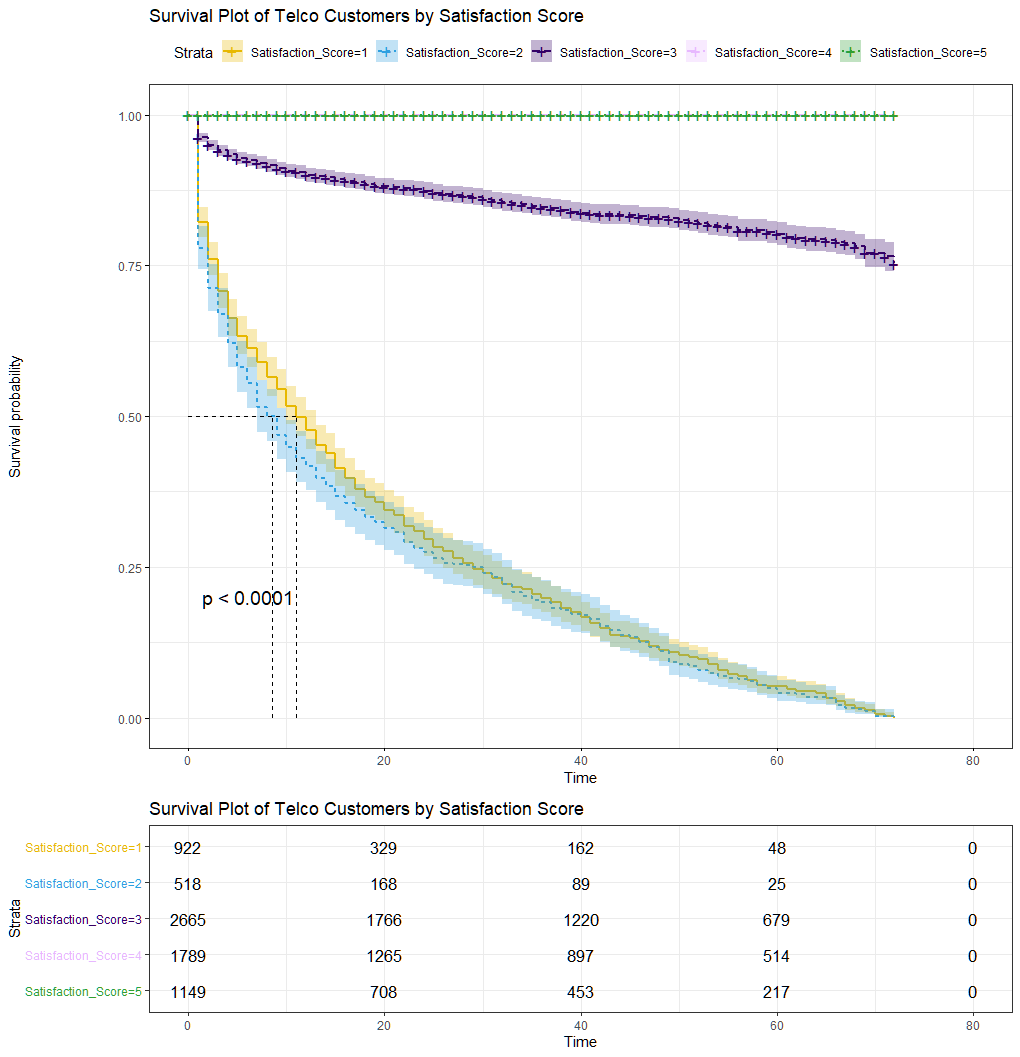 Survival Plot of Telco Customers by Satisfaction Score
Strata Satisfaction_Score=1 Satisfaction_Score=2 Satisfaction_Score=3 Satisfaction_Score=4 Satisfaction_Score=5
1.00
0.75
0.50
0.25
0.00
Survival probability
p < 0.0001
0 20 40 60 80
Time
Survival Plot of Telco Customers by Satisfaction Score
Strata
Satisfaction_Score=1 922 329 162 48 0
Satisfaction_Score=2 518 168 89 25 0
Satisfaction_Score=3 2665 1766 1220 679 0
Satisfaction_Score=4 1789 1265 897 514 0
Satisfaction_Score=5 1149 708 453 217 0
0 20 40 60 80
Time